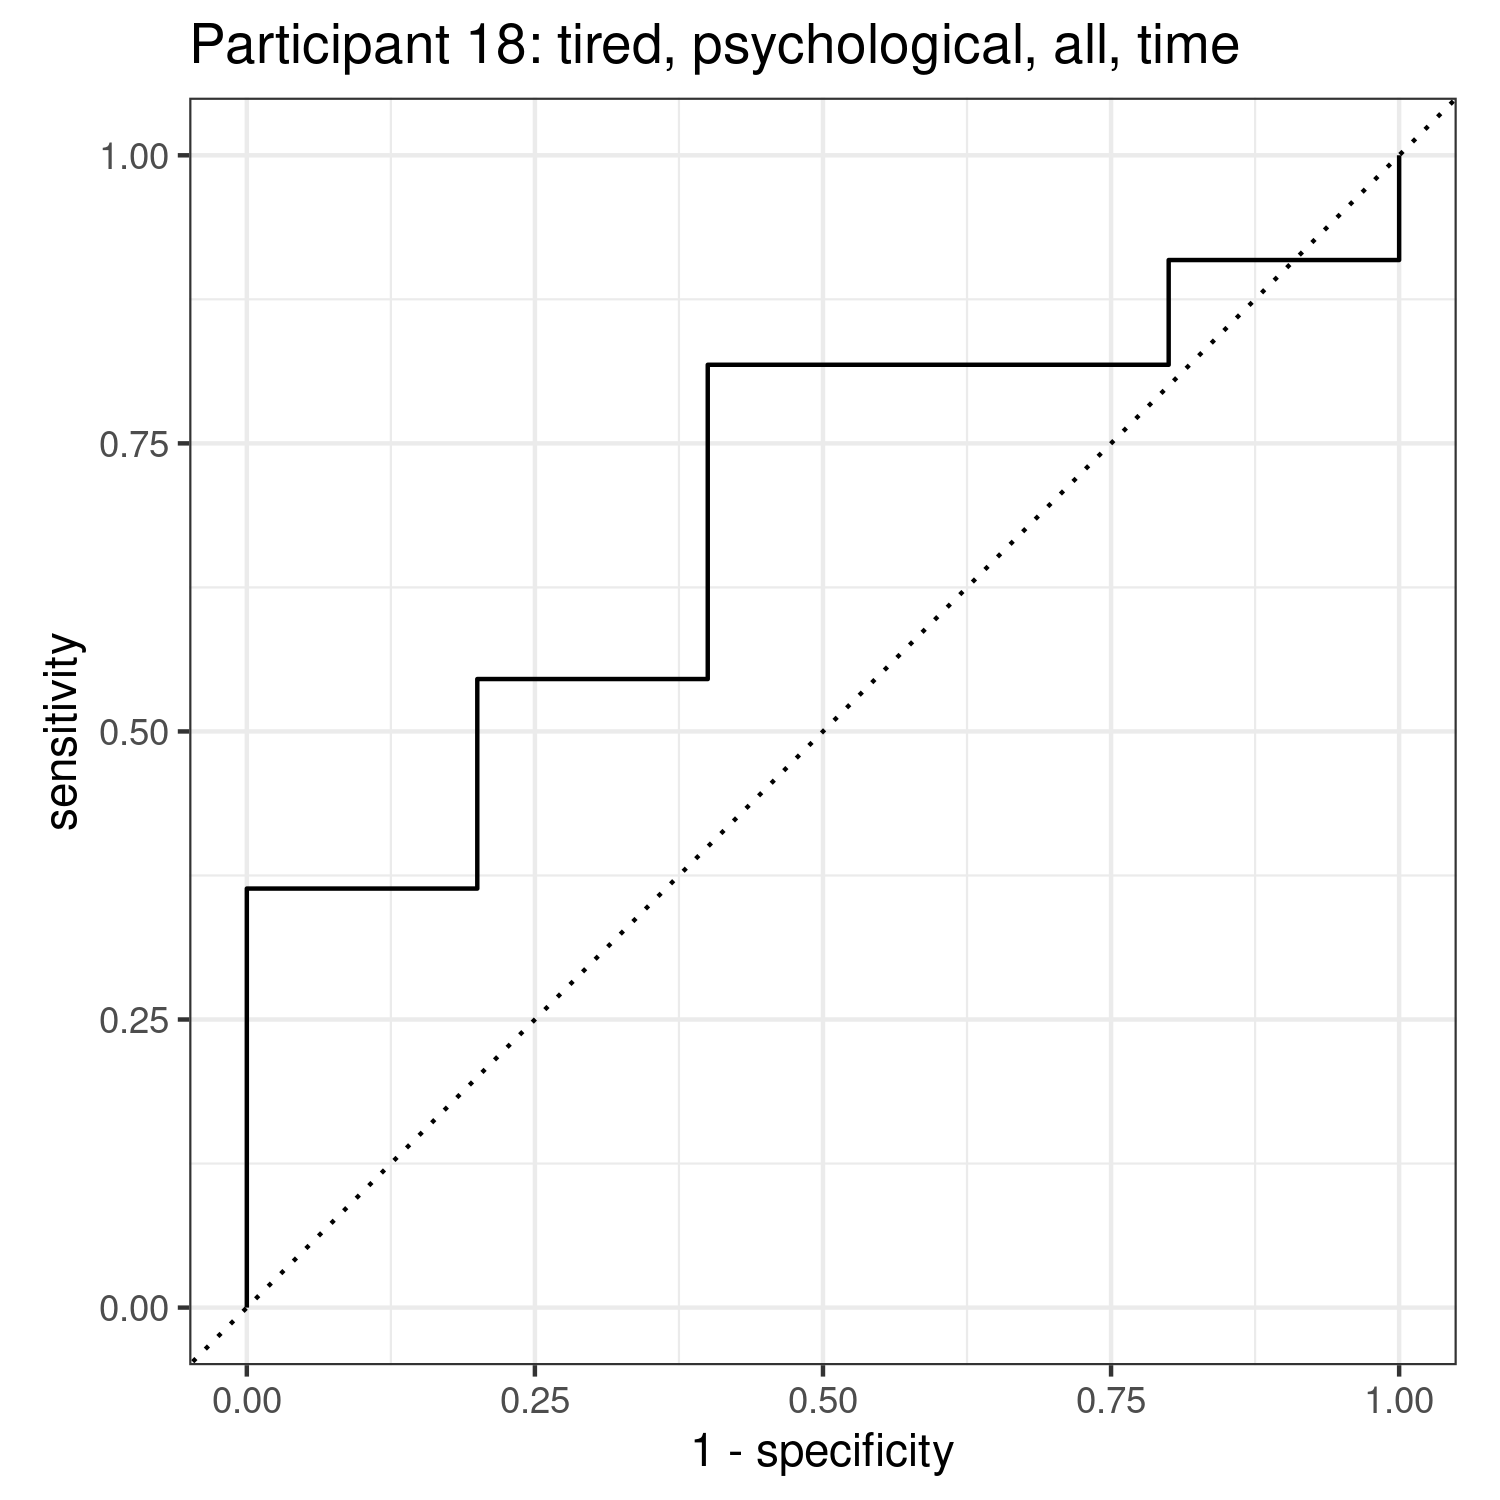 Participant 18: tired, psychological, all, time
1.00
0.75
0.50
0.25
0.00
sensitivity
0.00 0.25 0.50 0.75 1.00
1 - specificity